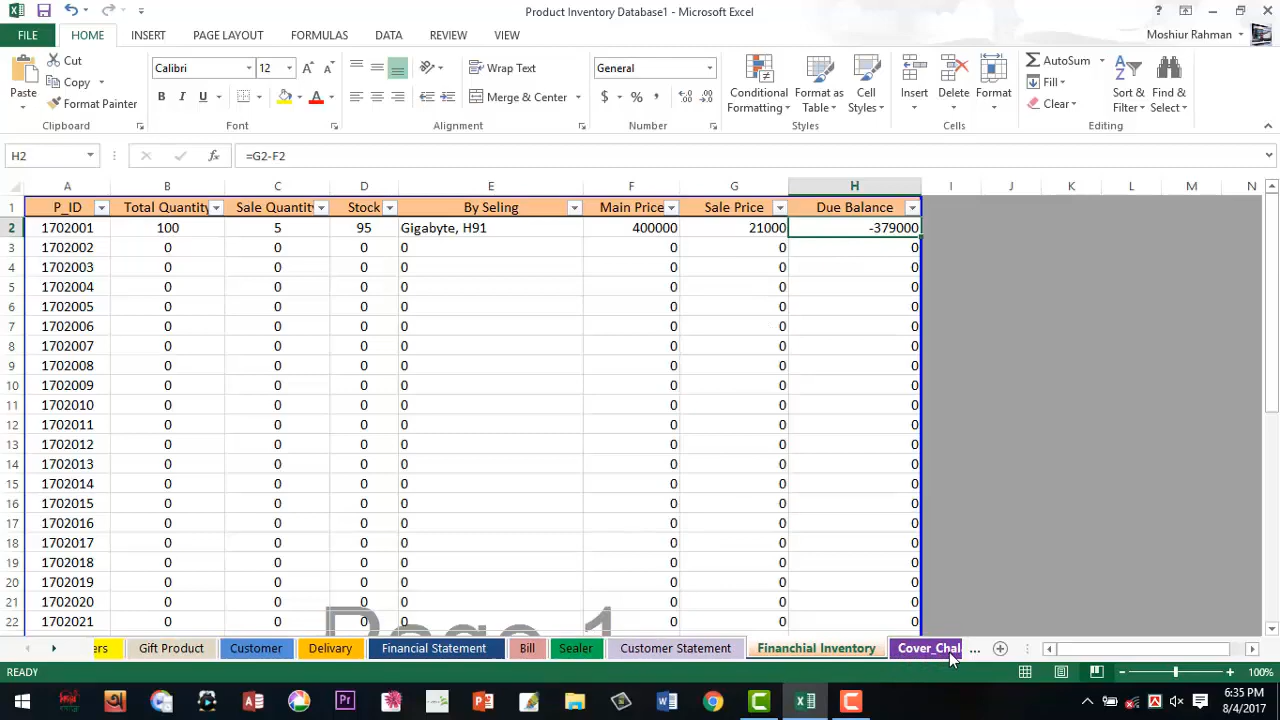 Product Inventory Database1 - Microsoft Excel
FILE HOME INSERT PAGE LAYOUT FORMULAS DATA REVIEW VIEW Moshiur Rahman
Paste Cut Copy Format Painter Clipboard
Calibri 12 B I U A Font
Wrap Text Merge & Center Alignment
General $ % , Number
Conditional Formatting Format as Table Cell Styles Styles
Insert Delete Format Cells
AutoSum Fill Clear Sort & Filter Find & Select Editing
H2 fx =G2-F2
A B C D E F G H I J K L M N
1 P_ID Total Quantity Sale Quantit Stock By Seling Main Price Sale Price Due Balance
2 1702001 100 5 95 Gigabyte, H91 400000 21000 -379000
3 1702002 0 0 0 0 0 0 0
4 1702003 0 0 0 0 0 0 0
5 1702004 0 0 0 0 0 0 0
6 1702005 0 0 0 0 0 0 0
7 1702006 0 0 0 0 0 0 0
8 1702007 0 0 0 0 0 0 0
9 1702008 0 0 0 0 0 0 0
10 1702009 0 0 0 0 0 0 0
11 1702010 0 0 0 0 0 0 0
12 1702011 0 0 0 0 0 0 0
13 1702012 0 0 0 0 0 0 0
14 1702013 0 0 0 0 0 0 0
15 1702014 0 0 0 0 0 0 0
16 1702015 0 0 0 0 0 0 0
17 1702016 0 0 0 0 0 0 0
18 1702017 0 0 0 0 0 0 0
19 1702018 0 0 0 0 0 0 0
20 1702019 0 0 0 0 0 0 0
21 1702020 0 0 0 0 0 0 0
22 1702021 0 0 0 0 0 0 0
Page 1
ers Gift Product Customer Delivary Financial Statement Bill Sealer Customer Statement Financhial Inventory Cover_Chal ...
READY 100%
6:35 PM
8/4/2017